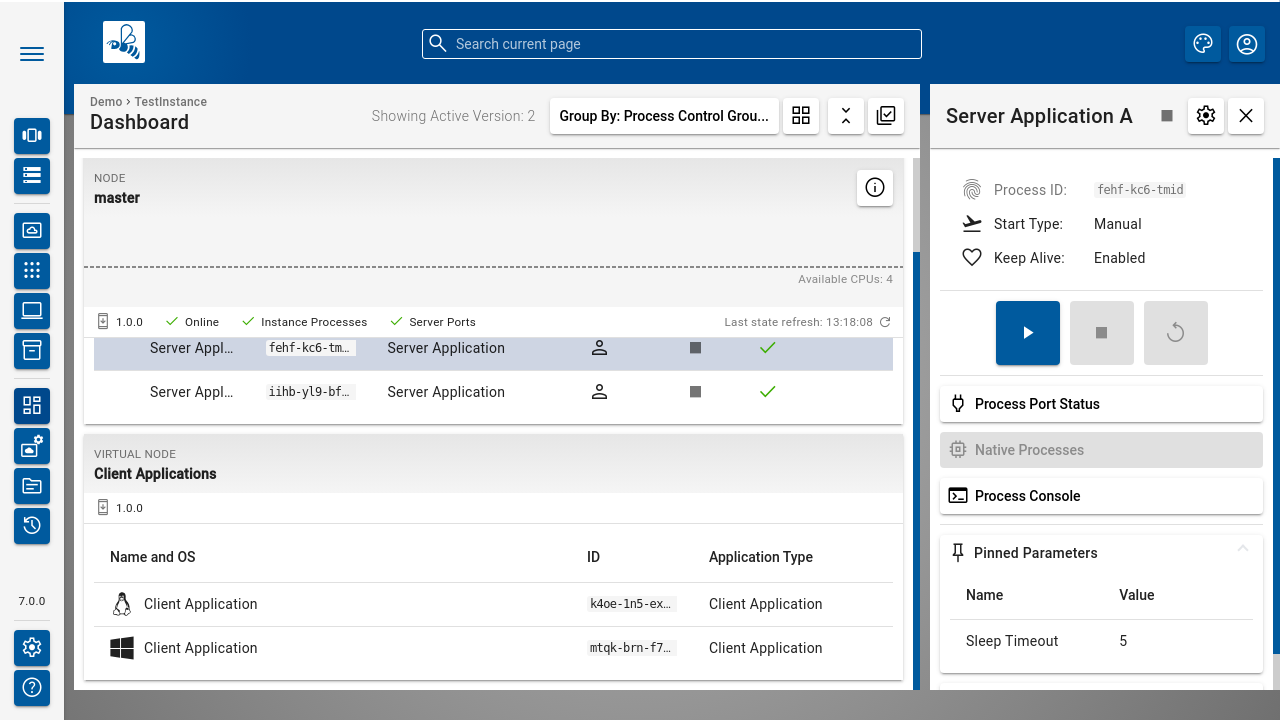 Search current page
Demo › TestInstance
Dashboard
Showing Active Version: 2
Group By: Process Control Grou...
NODE
master
Available CPUs: 4
1.0.0
Online
Instance Processes
Server Ports
Last state refresh: 13:18:08
Server Appl... fehf-kc6-tm... Server Application
Server Appl... iihb-yl9-bf... Server Application
VIRTUAL NODE
Client Applications
1.0.0
Name and OS ID Application Type
Client Application k4oe-1n5-ex... Client Application
Client Application mtqk-brn-f7... Client Application
7.0.0
Server Application A
Process ID: fehf-kc6-tmid
Start Type: Manual
Keep Alive: Enabled
Process Port Status
Native Processes
Process Console
Pinned Parameters
Name Value
Sleep Timeout 5